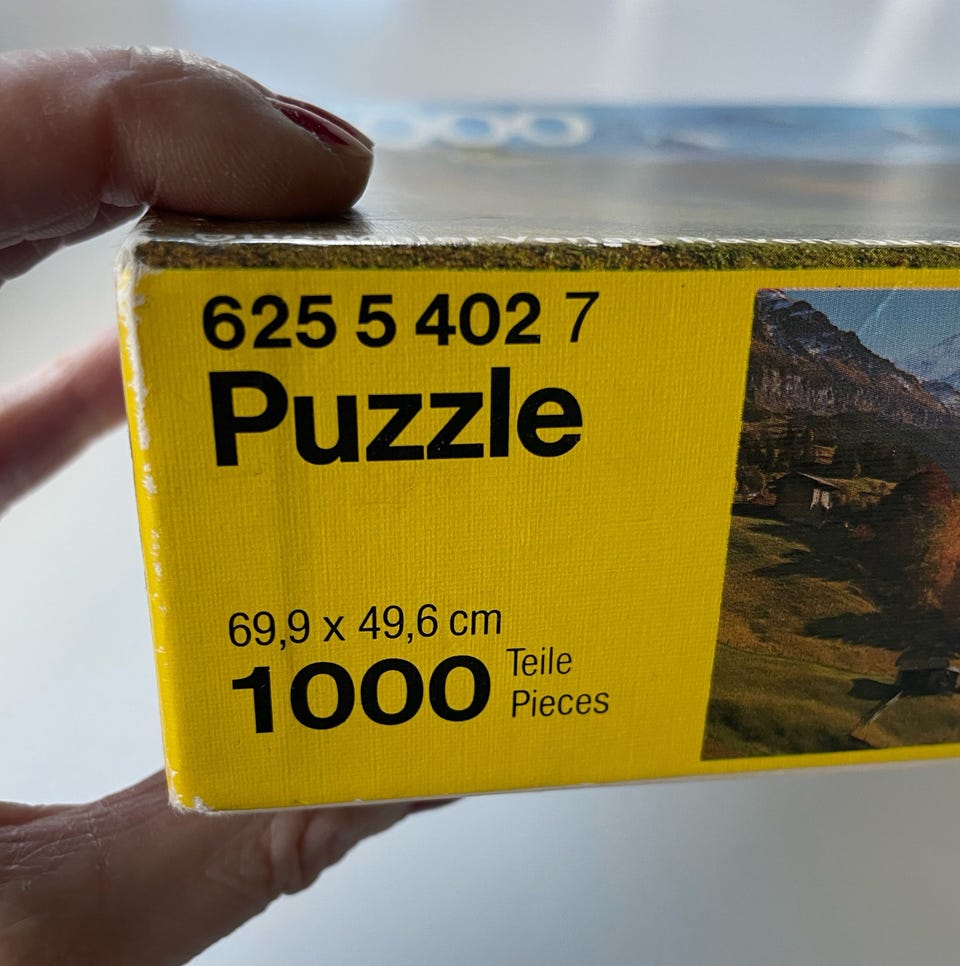 625 5 402 7
Puzzle
69,9 x 49,6 cm
1000 Teile
Pieces